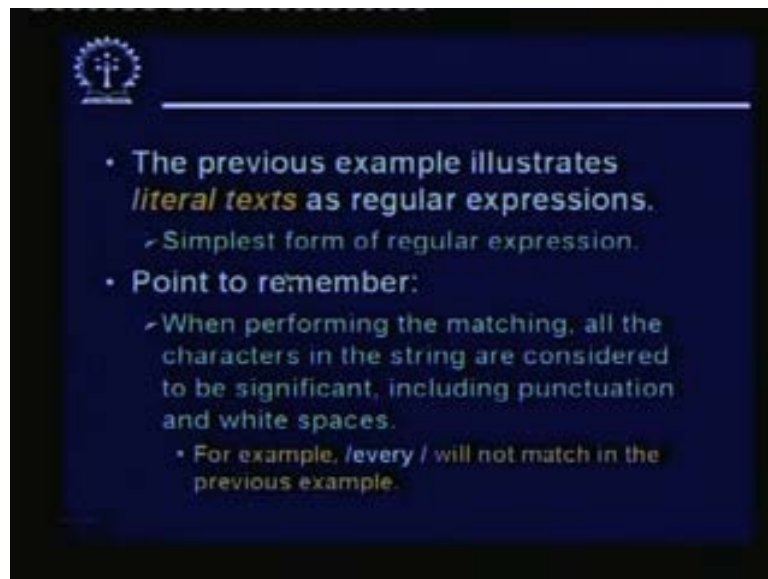 • The previous example illustrates
literal texts as regular expressions.
Simplest form of regular expression.
• Point to remember:
When performing the matching, all the
characters in the string are considered
to be significant, including punctuation
and white spaces.
• For example, /every / will not match in the
previous example.